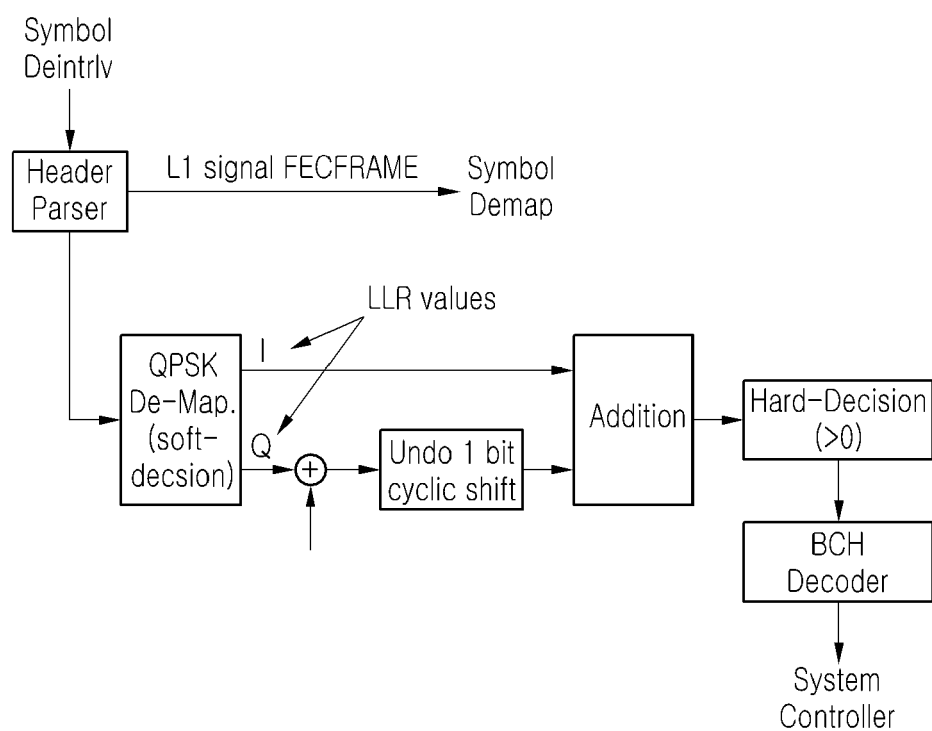 Symbol
Deintrlv
Header
Parser
L1 signal FECFRAME
Symbol
Demap
LLR values
QPSK
De-Map.
(soft-
decsion)
I
Q
+
Undo 1 bit
cyclic shift
Addition
Hard-Decision
(>0)
BCH
Decoder
System
Controller